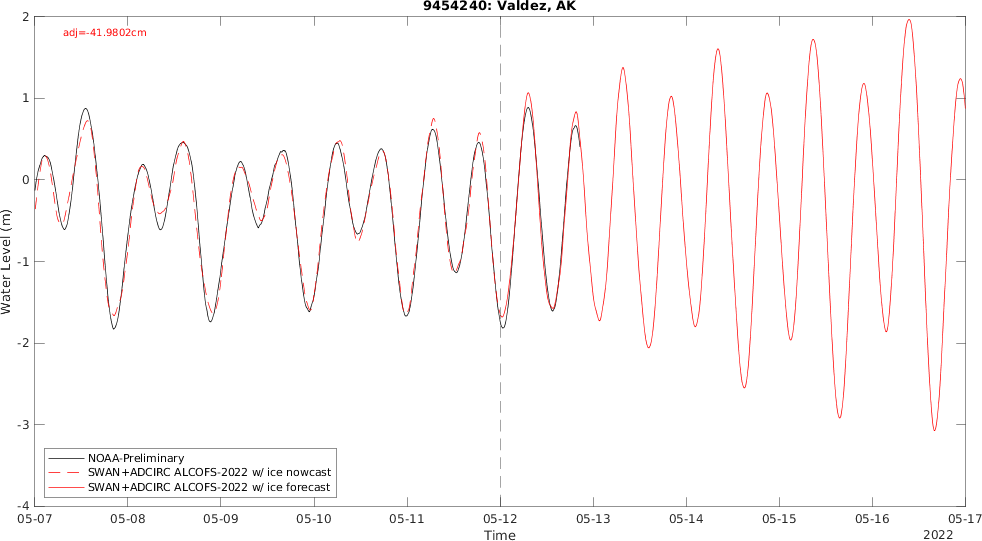 9454240: Valdez, AK
adj=-41.9802cm
2
1
0
-1
-2
-3
-4
Water Level (m)
NOAA-Preliminary
SWAN+ADCIRC ALCOFS-2022 w/ ice nowcast
SWAN+ADCIRC ALCOFS-2022 w/ ice forecast
05-07 05-08 05-09 05-10 05-11 05-12 05-13 05-14 05-15 05-16 05-17
Time
2022